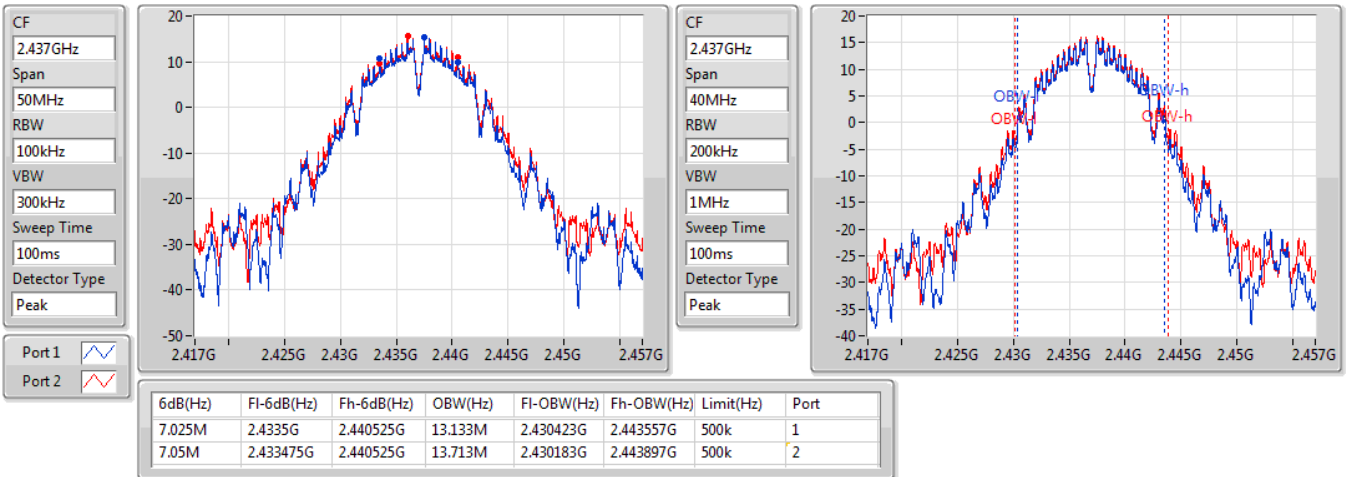 CF
2.437GHz
Span
50MHz
RBW
100kHz
VBW
300kHz
Sweep Time
100ms
Detector Type
Peak
20
10
0
-10
-20
-30
-40
-50
2.417G 2.425G 2.43G 2.435G 2.44G 2.445G 2.45G 2.457G
CF
2.437GHz
Span
40MHz
RBW
200kHz
VBW
1MHz
Sweep Time
100ms
Detector Type
Peak
20
15
10
5
0
-5
-10
-15
-20
-25
-30
-35
-40
OBW-l
OBW-l
OBW-h
OBW-h
2.417G 2.425G 2.43G 2.435G 2.44G 2.445G 2.45G 2.457G
Port 1
Port 2
6dB(Hz) Fl-6dB(Hz) Fh-6dB(Hz) OBW(Hz) Fl-OBW(Hz) Fh-OBW(Hz) Limit(Hz) Port
7.025M 2.4335G 2.440525G 13.133M 2.430423G 2.443557G 500k 1
7.05M 2.433475G 2.440525G 13.713M 2.430183G 2.443897G 500k 2